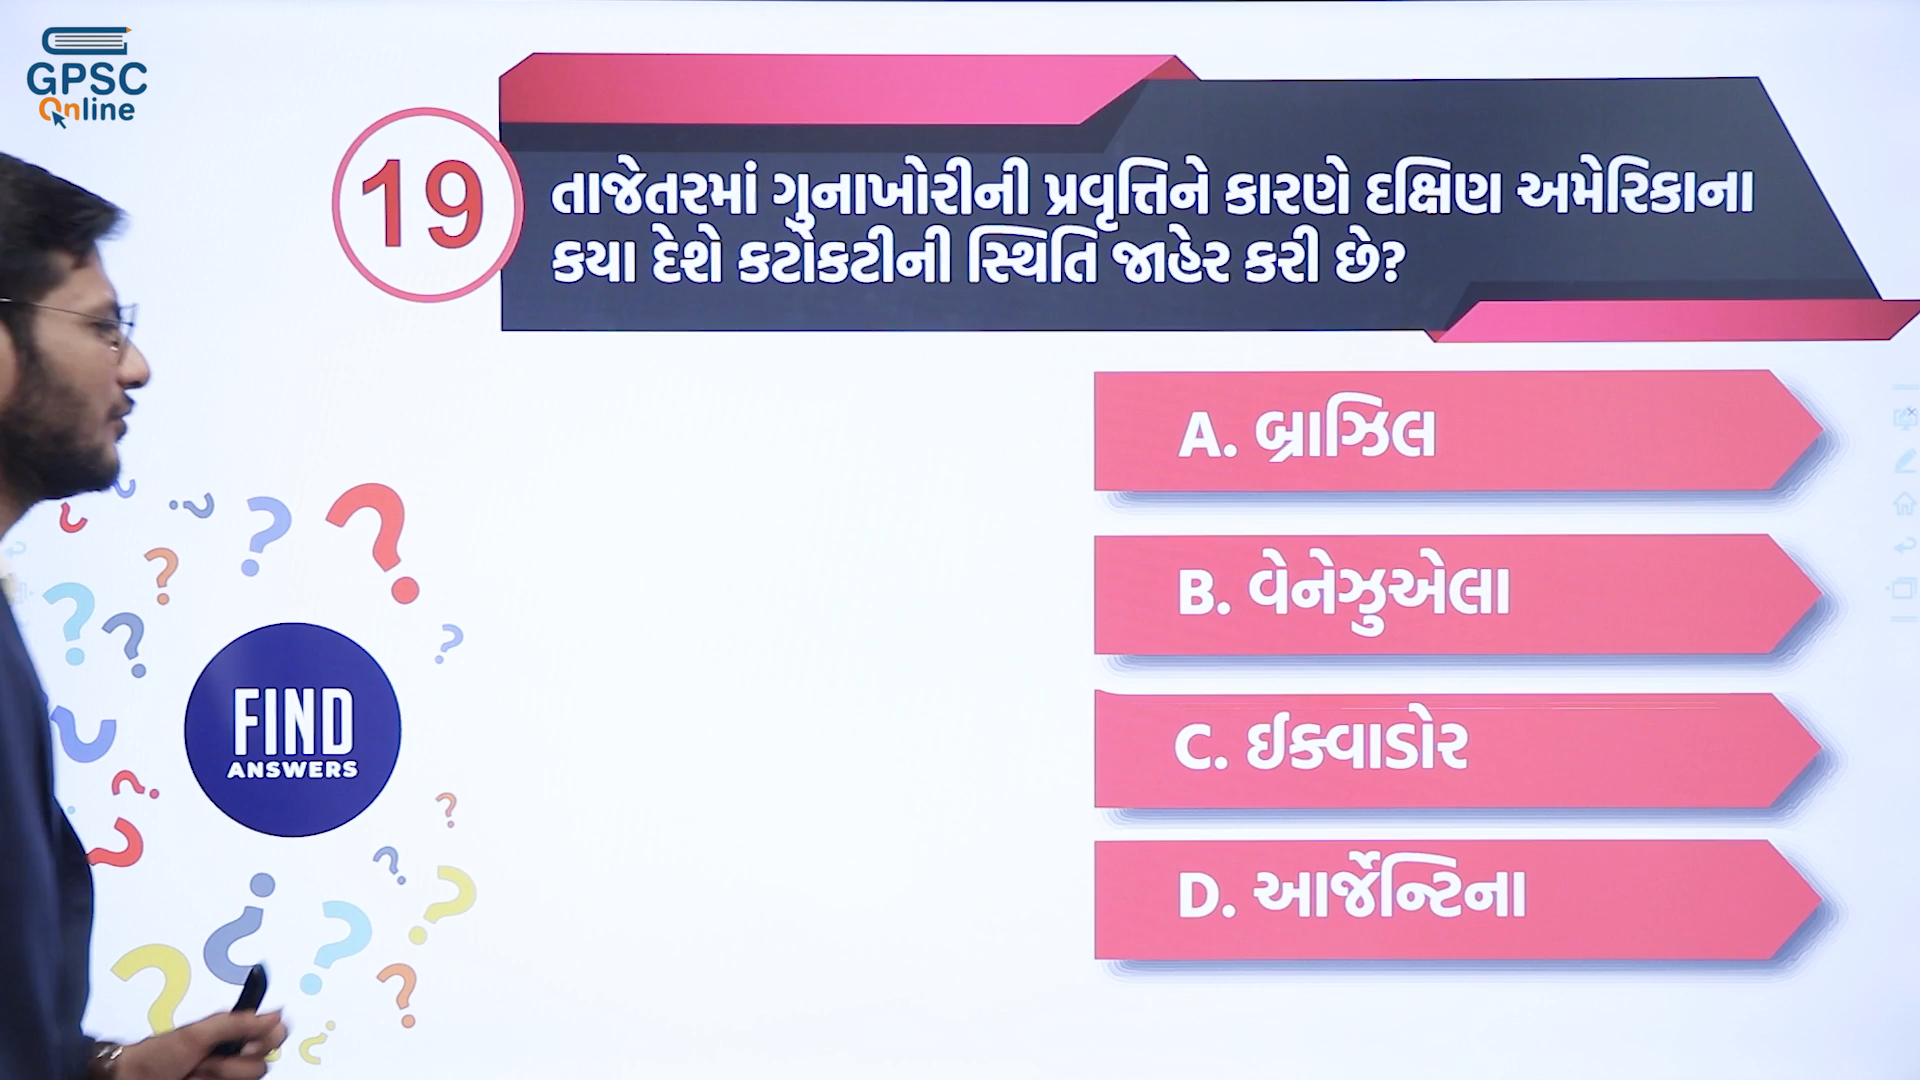 GPSC
Online
19
તાજેતરમાં ગુનાખોરીની પ્રવૃત્તિને કારણે દક્ષિણ અમેરિકાના
કયા દેશે કટોકટીની સ્થિતિ જાહેર કરી છે?
A. બ્રાઝિલ
B. વેનેઝુએલા
C. ઈક્વાડોર
D. આર્જેન્ટિના
FIND
ANSWERS